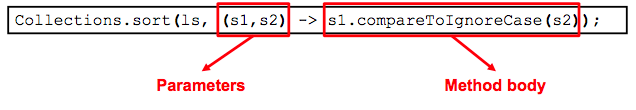 Collections.sort(ls, (s1,s2) -> s1.compareToIgnoreCase(s2));
Parameters Method body